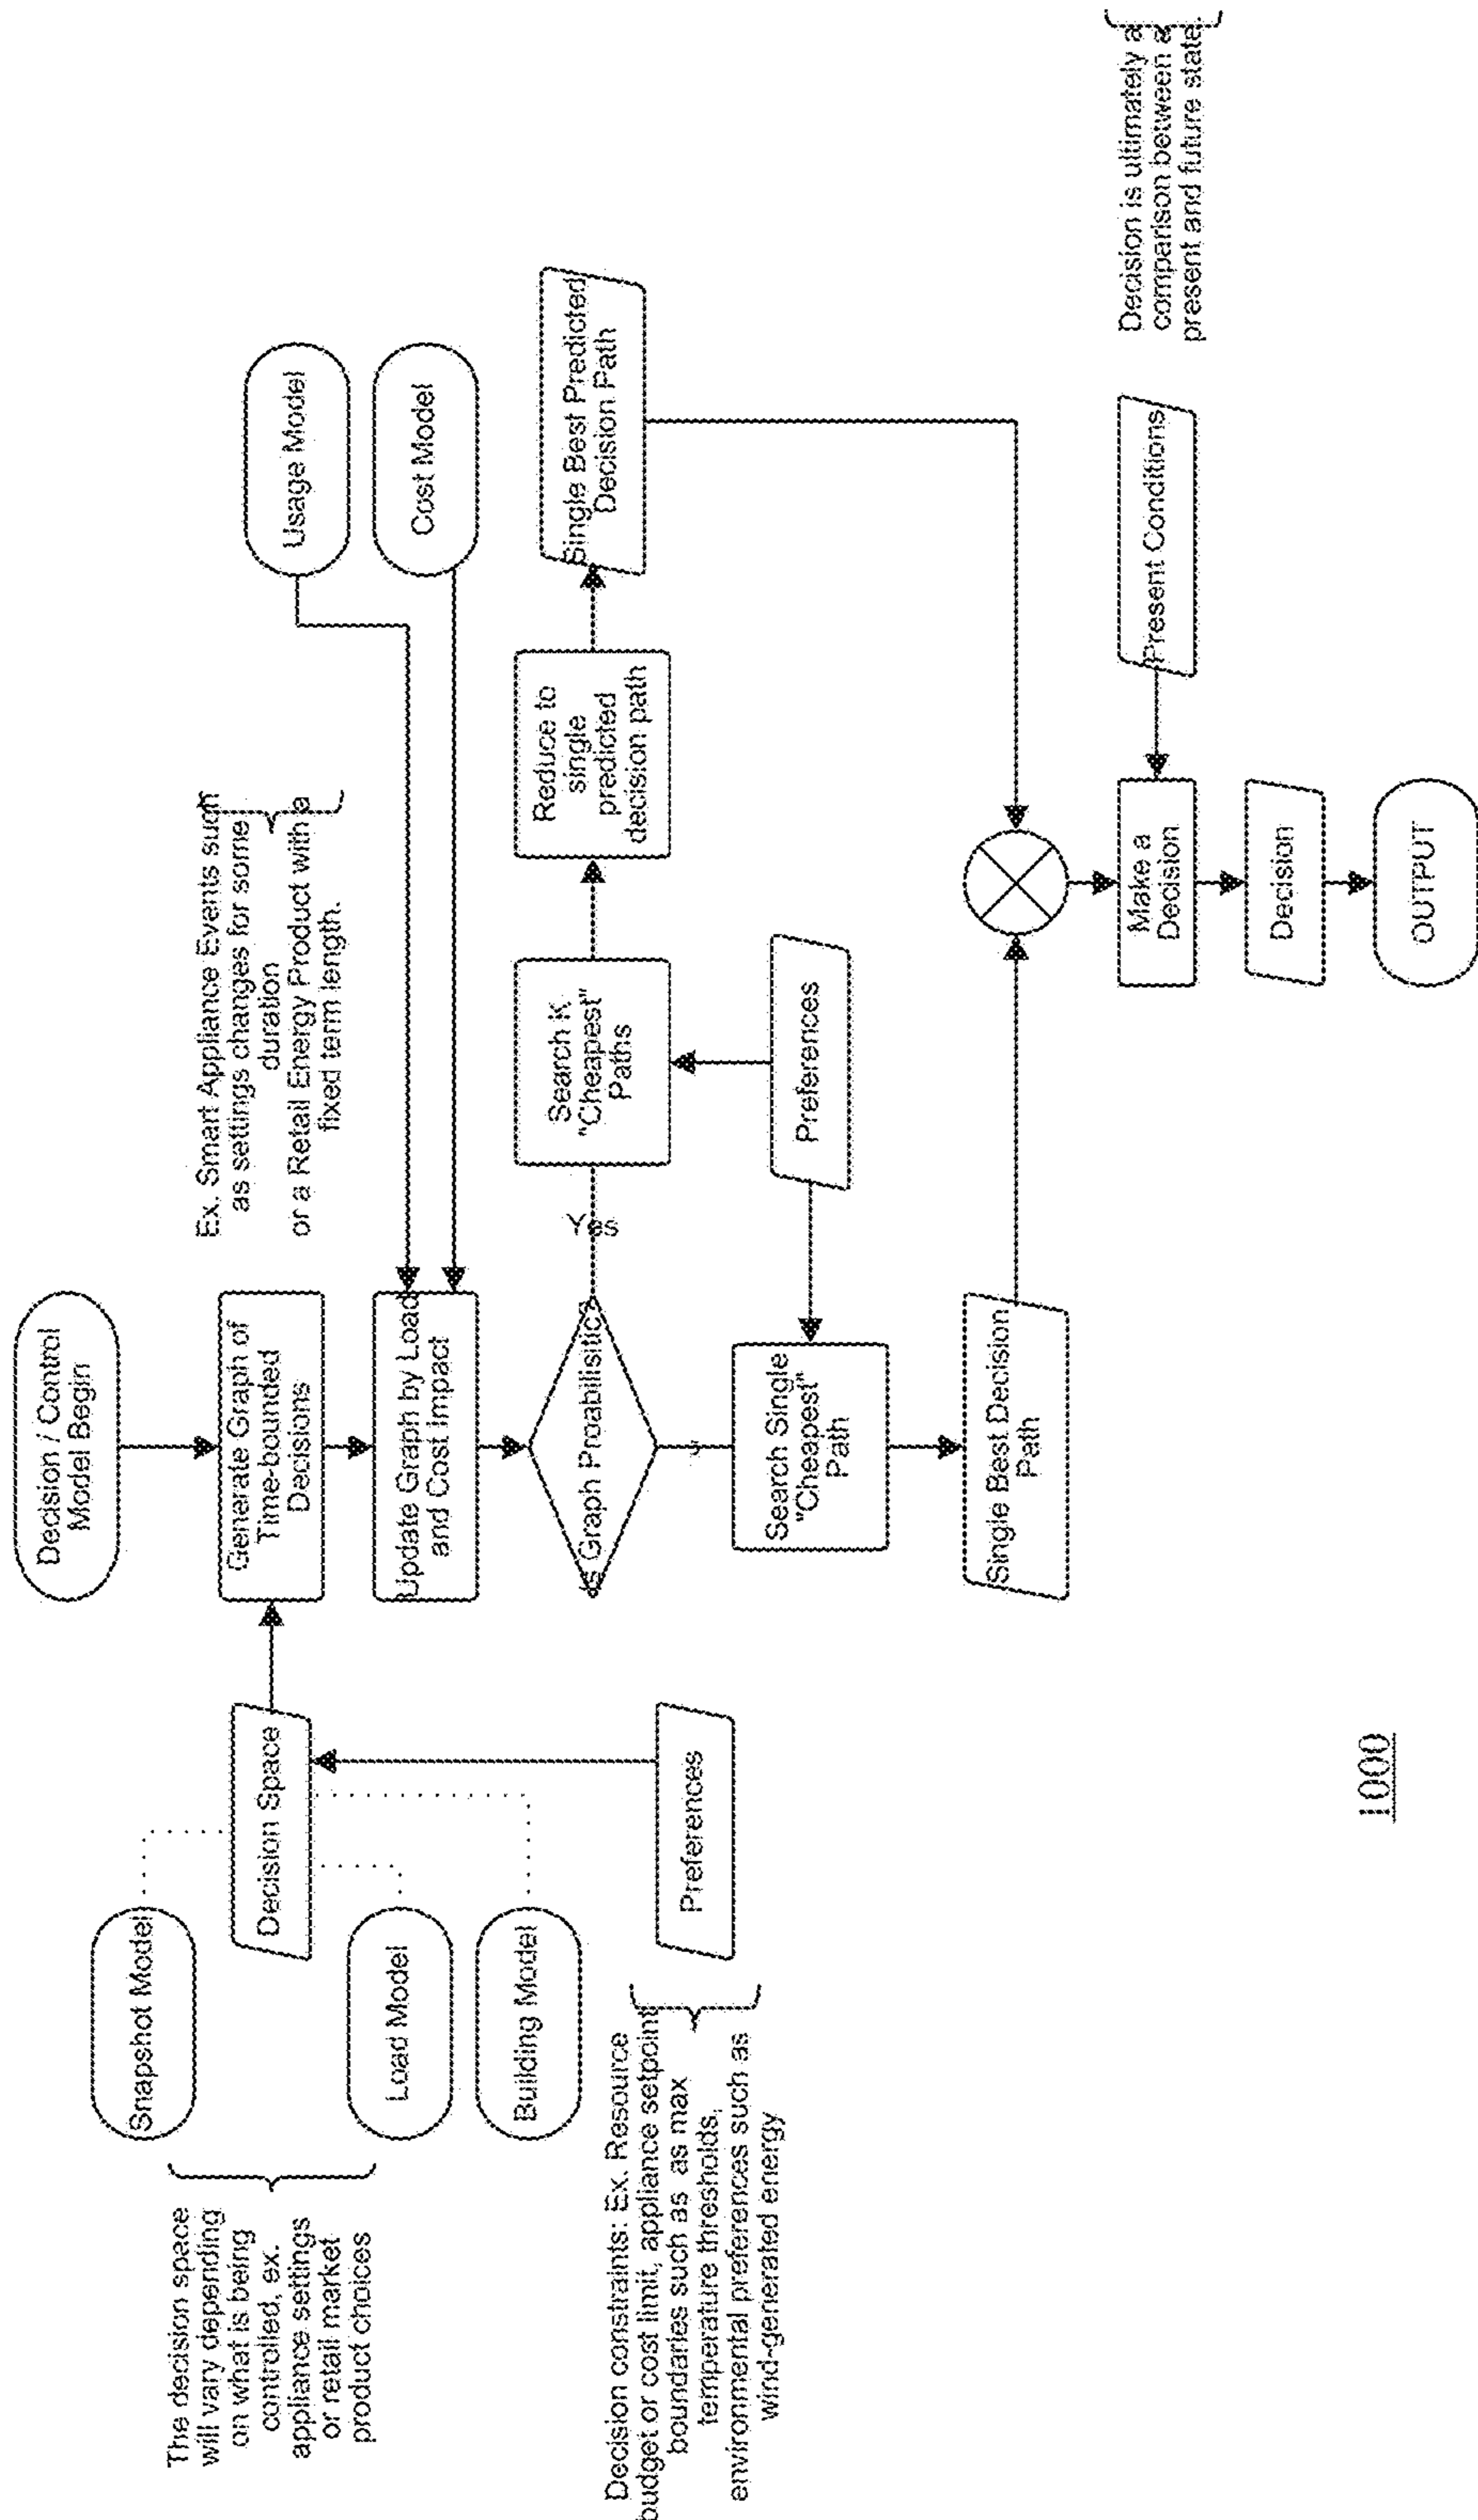 Decision / Control
Model Begin
Snapshot Model
The decision space
will vary depending
on what is being
controlled, ex.
appliance settings
or retail market
product choices
Decision Space
Generate Graph of
Time-bounded
Decisions
Ex. Smart Appliance Events such
as settings changes for some
duration
or a Retail Energy Product with a
fixed term length.
Usage Model
Load Model
Update Graph by Load
and Cost Impact
Cost Model
Building Model
Is Graph Proabilisitic?
Yes
Search K
"Cheapest"
Paths
Reduce to
single
predicted
decision path
Single Best Predicted
Decision Path
Decision constraints: Ex. Resource
budget or cost limit, appliance setpoint
boundaries such as as max
temperature thresholds,
environmental preferences such as
wind-generated energy
Preferences
Search Single
"Cheapest"
Path
Preferences
Single Best Decision
Path
Make a
Decision
Present Conditions
Decision is ultimately a
comparison between a
present and future state.
Decision
OUTPUT
1000